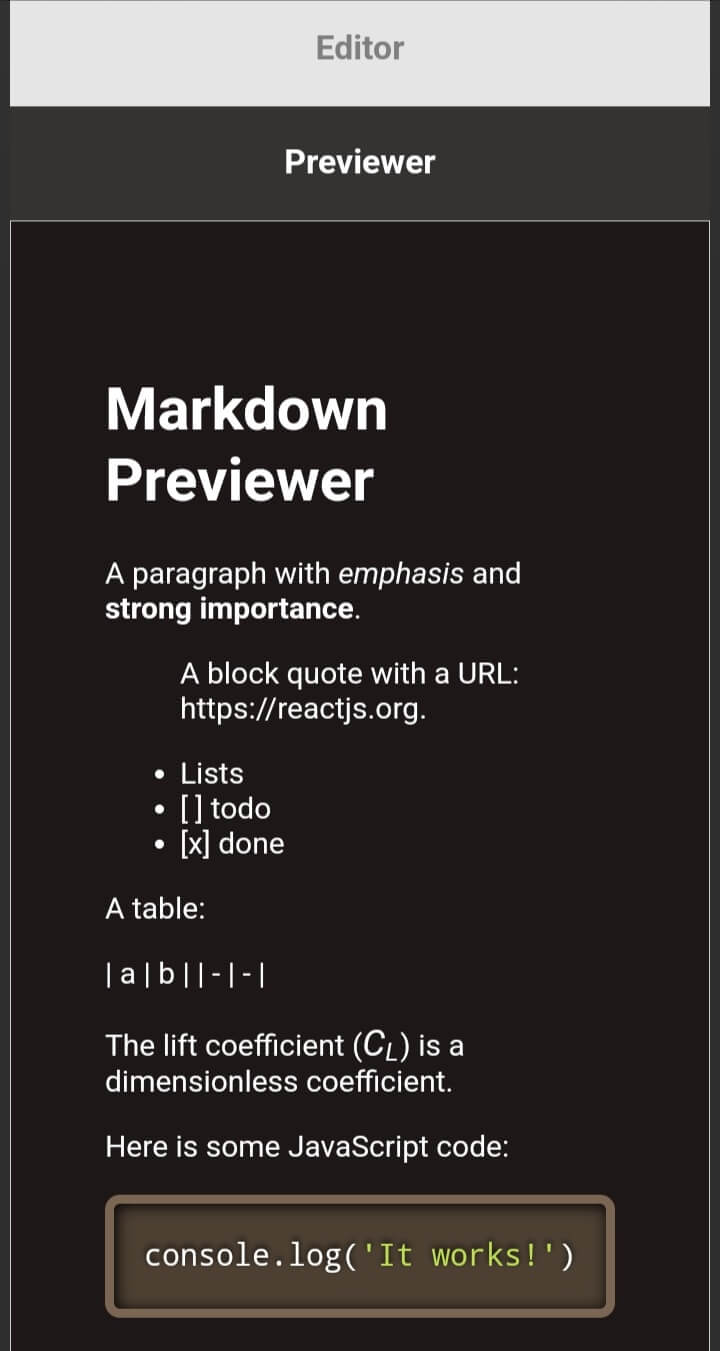 Editor
Previewer
Markdown
Previewer
A paragraph with emphasis and
strong importance.
A block quote with a URL:
https://reactjs.org.
• Lists
• [ ] todo
• [x] done
A table:
| a | b | | - | - |
The lift coefficient (C_L) is a
dimensionless coefficient.
Here is some JavaScript code:
console.log('It works!')